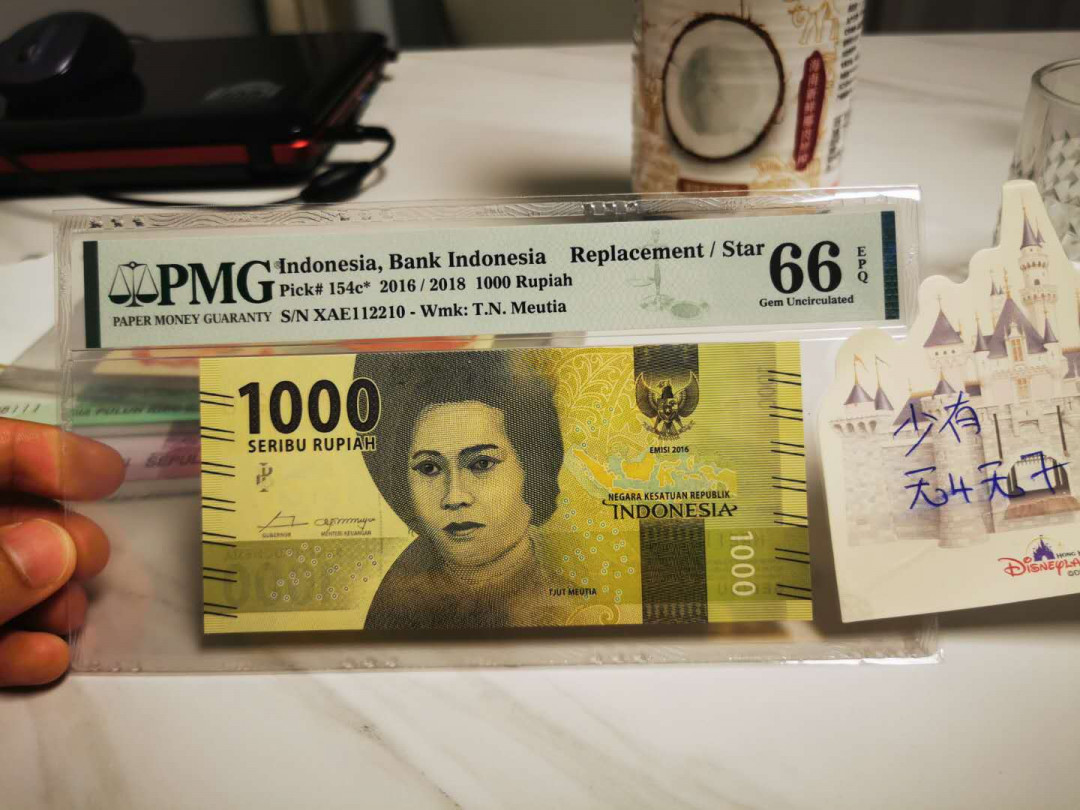 PMG
PAPER MONEY GUARANTY
Indonesia, Bank Indonesia Replacement / Star
Pick# 154c* 2016 / 2018 1000 Rupiah
S/N XAE112210 - Wmk: T.N. Meutia
66
EPQ
Gem Uncirculated
1000
SERIBU RUPIAH
EMISI 2016
NEGARA KESATUAN REPUBLIK
INDONESIA
GUBERNUR
MENTERI KEUANGAN
TJUT MEUTIA
1000
少有
无4无7
DISNEYLA